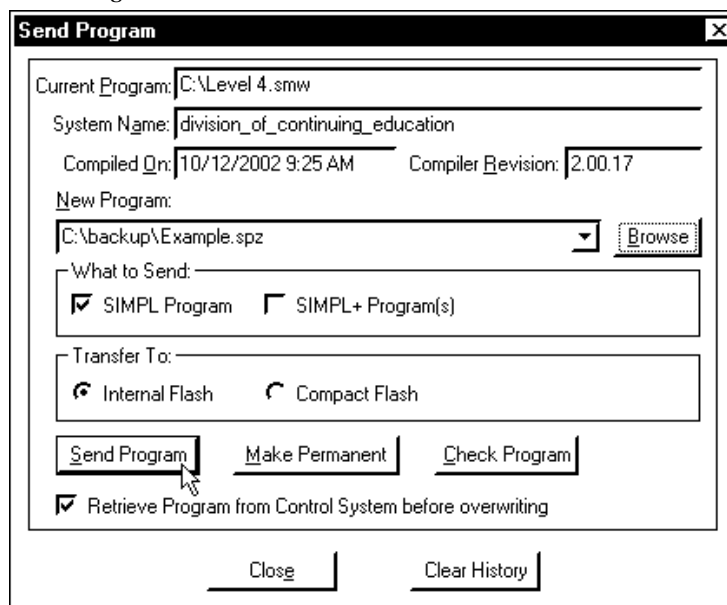 Send Program
Current Program: C:\Level 4.smw
System Name: division_of_continuing_education
Compiled On: 10/12/2002 9:25 AM Compiler Revision: 2.00.17
New Program:
C:\backup\Example.spz Browse
What to Send:
SIMPL Program SIMPL+ Program(s)
Transfer To:
Internal Flash Compact Flash
Send Program Make Permanent Check Program
Retrieve Program from Control System before overwriting
Close Clear History